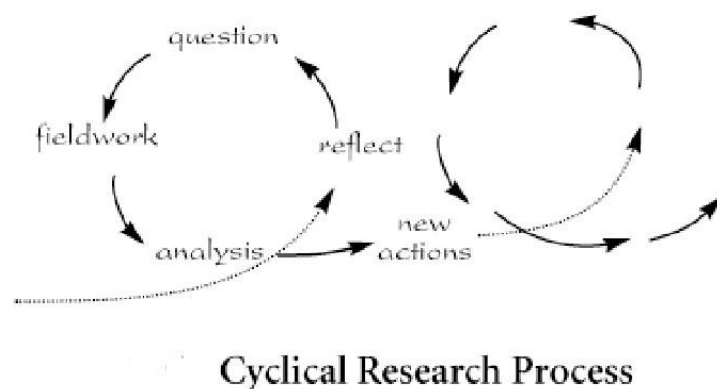 question
fieldwork
reflect
analysis
new
actions
Cyclical Research Process